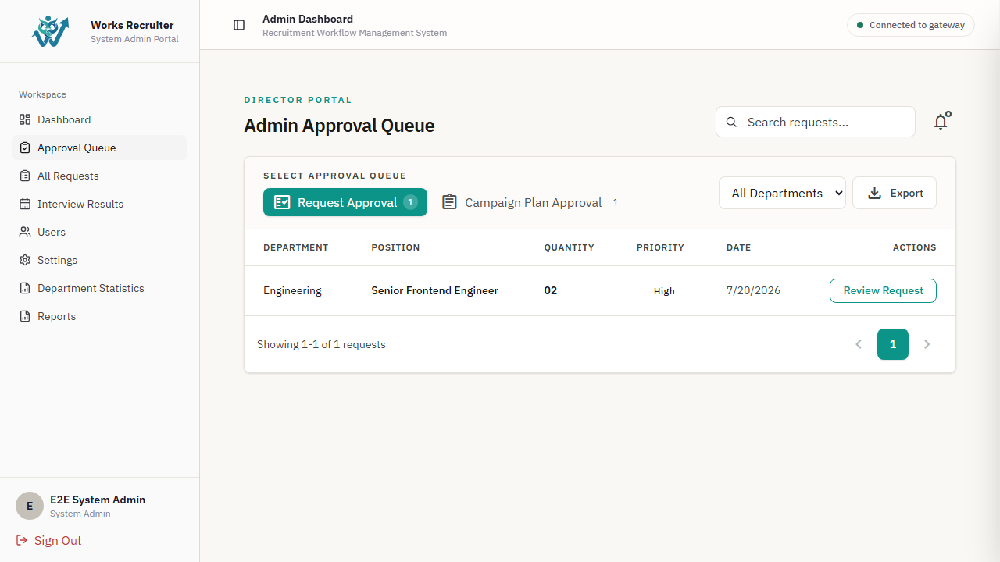 Works Recruiter
System Admin Portal
Workspace
Dashboard
Approval Queue
All Requests
Interview Results
Users
Settings
Department Statistics
Reports
E2E System Admin
System Admin
E
Sign Out
Admin Dashboard
Recruitment Workflow Management System
Connected to gateway
DIRECTOR PORTAL
Admin Approval Queue
Search requests...
SELECT APPROVAL QUEUE
Request Approval 1
Campaign Plan Approval 1
All Departments
Export
DEPARTMENT POSITION QUANTITY PRIORITY DATE ACTIONS
Engineering Senior Frontend Engineer 02 High 7/20/2026 Review Request
Showing 1-1 of 1 requests
1